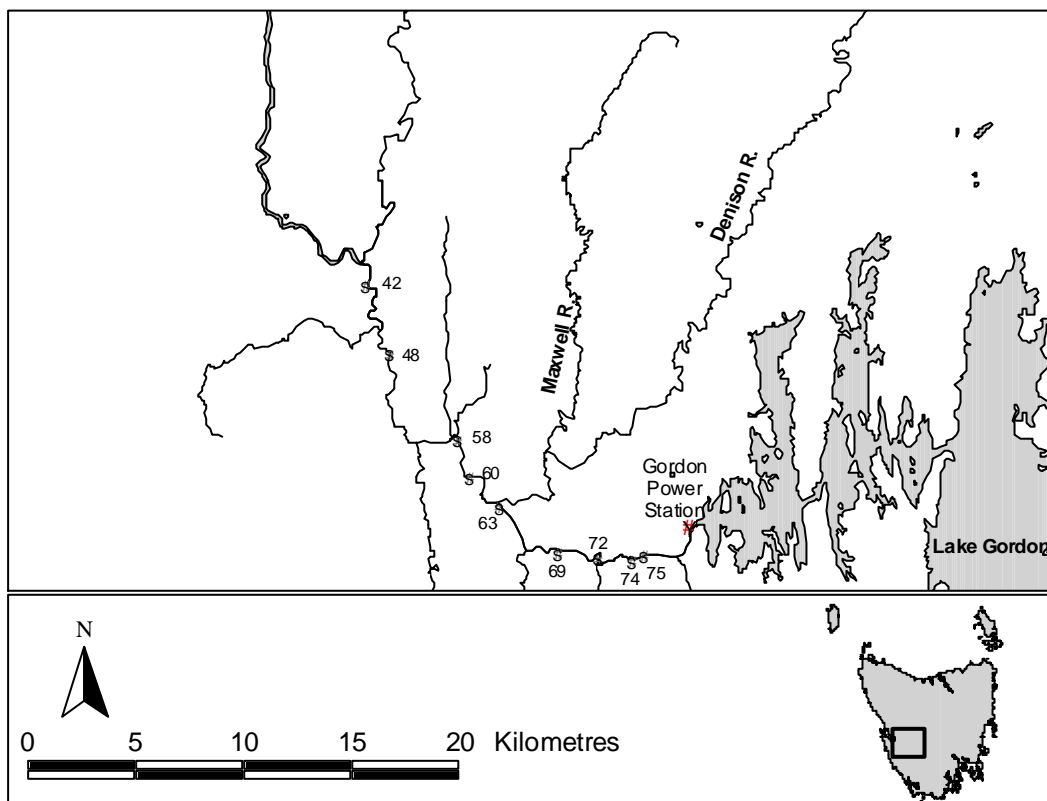 Denison R.
Maxwell R.
42
48
58
60
63
69
72
74
75
Gordon
Power
Station
Lake Gordon
N
0 5 10 15 20 Kilometres